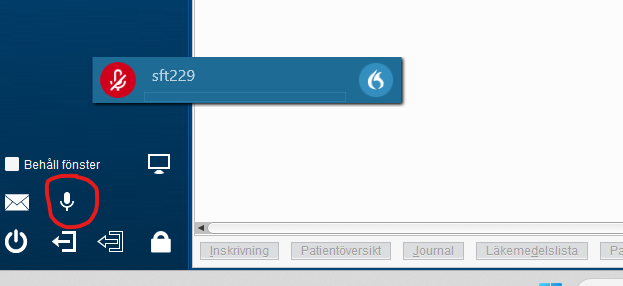 sft229
Behåll fönster
Inskrivning Patientöversikt Journal Läkemedelslista